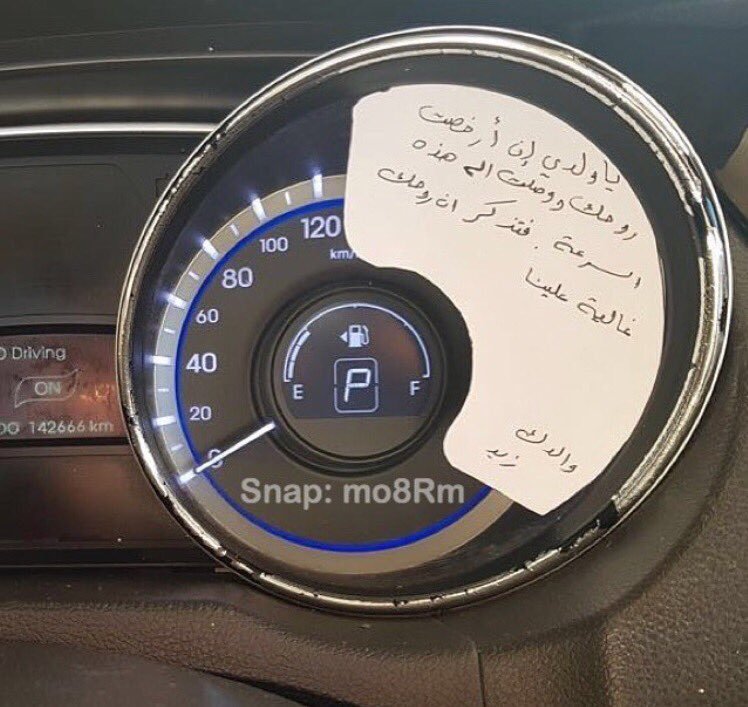 يا ولدي إن أرخصت
روحك ووصلت الى هذه
السرعة . فتذكر ان روحك
غالية علينا
والدك
زيد
120
100
80
60
40
20
0
km/
E
P
F
Driving
ON
142666 km
Snap: mo8Rm